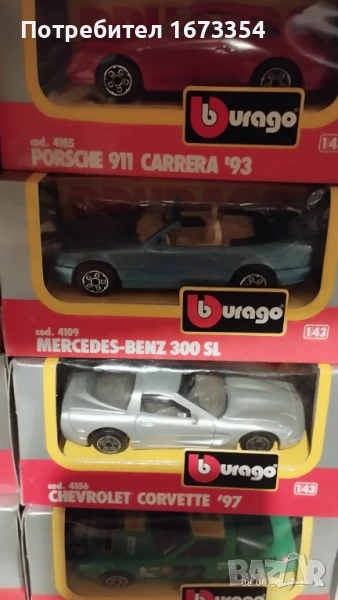 Потребител 1673354
burago
cod. 4185
PORSCHE 911 CARRERA '93
burago
cod. 4109
1:43
MERCEDES-BENZ 300 SL
burago
cod. 4156
1:43
CHEVROLET CORVETTE '97
BAZAR